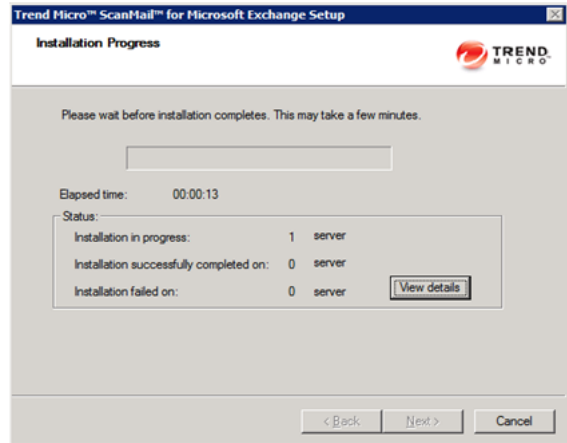 Trend Micro™ ScanMail™ for Microsoft Exchange Setup
Installation Progress
TREND
MICRO
Please wait before installation completes. This may take a few minutes.
Elapsed time: 00:00:13
Status:
Installation in progress: 1 server
Installation successfully completed on: 0 server
Installation failed on: 0 server
View details
< Back Next > Cancel